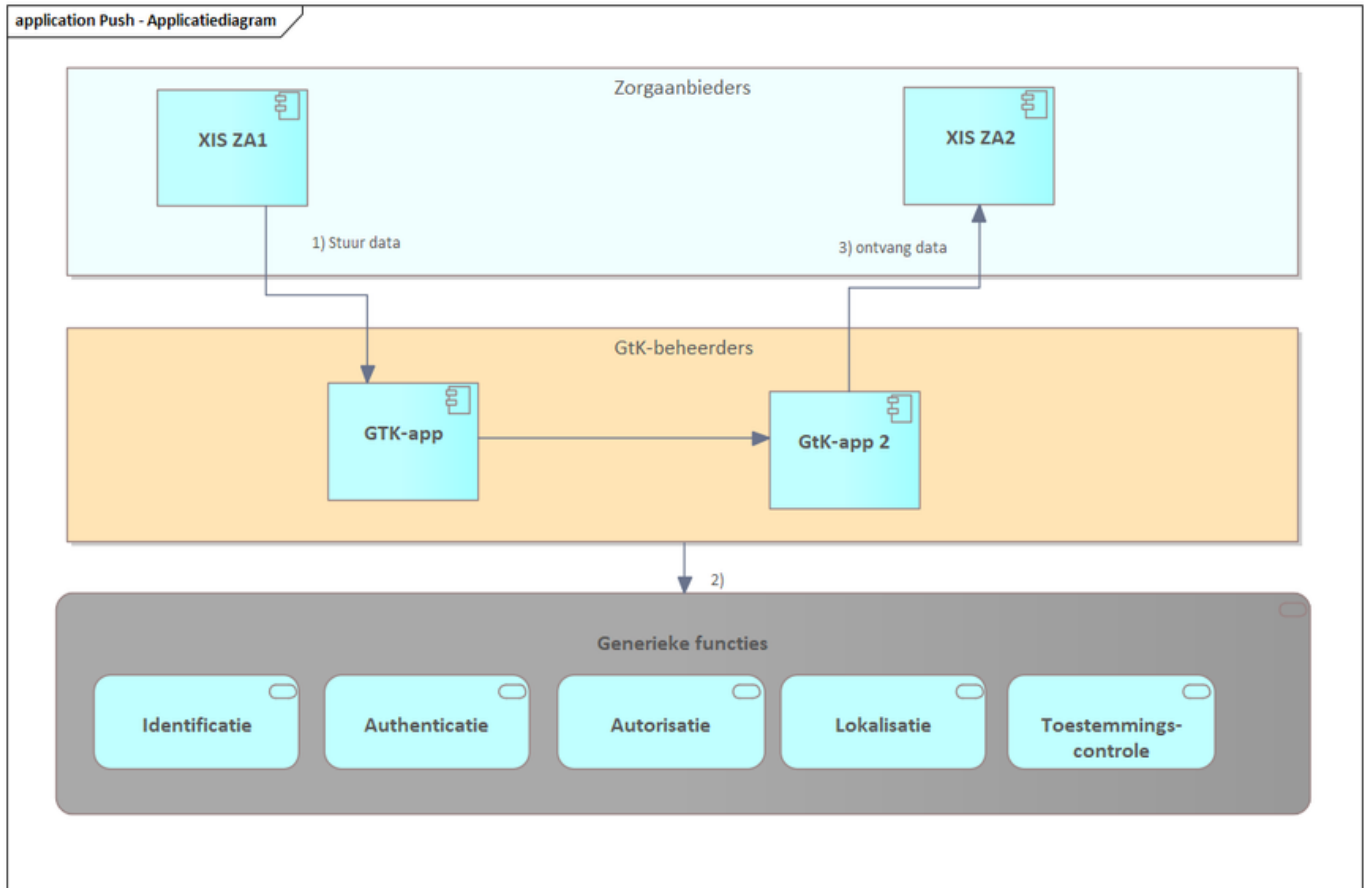 application Push - Applicatiediagram
Zorgaanbieders
XIS ZA1
XIS ZA2
1) Stuur data
3) ontvang data
GtK-beheerders
GTK-app
GtK-app 2
2)
Generieke functies
Identificatie
Authenticatie
Autorisatie
Lokalisatie
Toestemmings-
controle